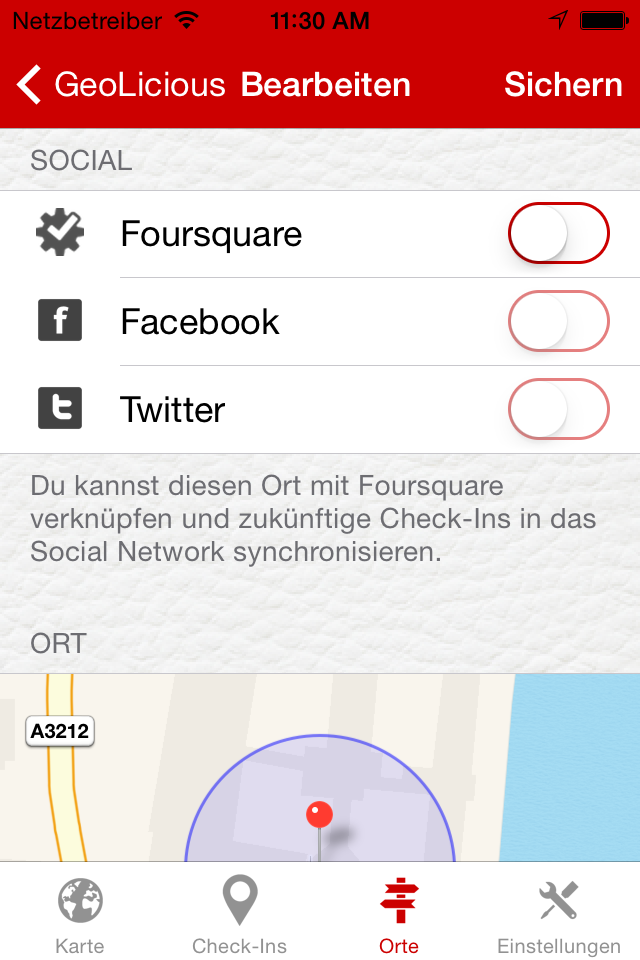 Netzbetreiber 11:30 AM
GeoLicious Bearbeiten Sichern
SOCIAL
Foursquare
Facebook
Twitter
Du kannst diesen Ort mit Foursquare
verknüpfen und zukünftige Check-Ins in das
Social Network synchronisieren.
ORT
A3212
Karte Check-Ins Orte Einstellungen